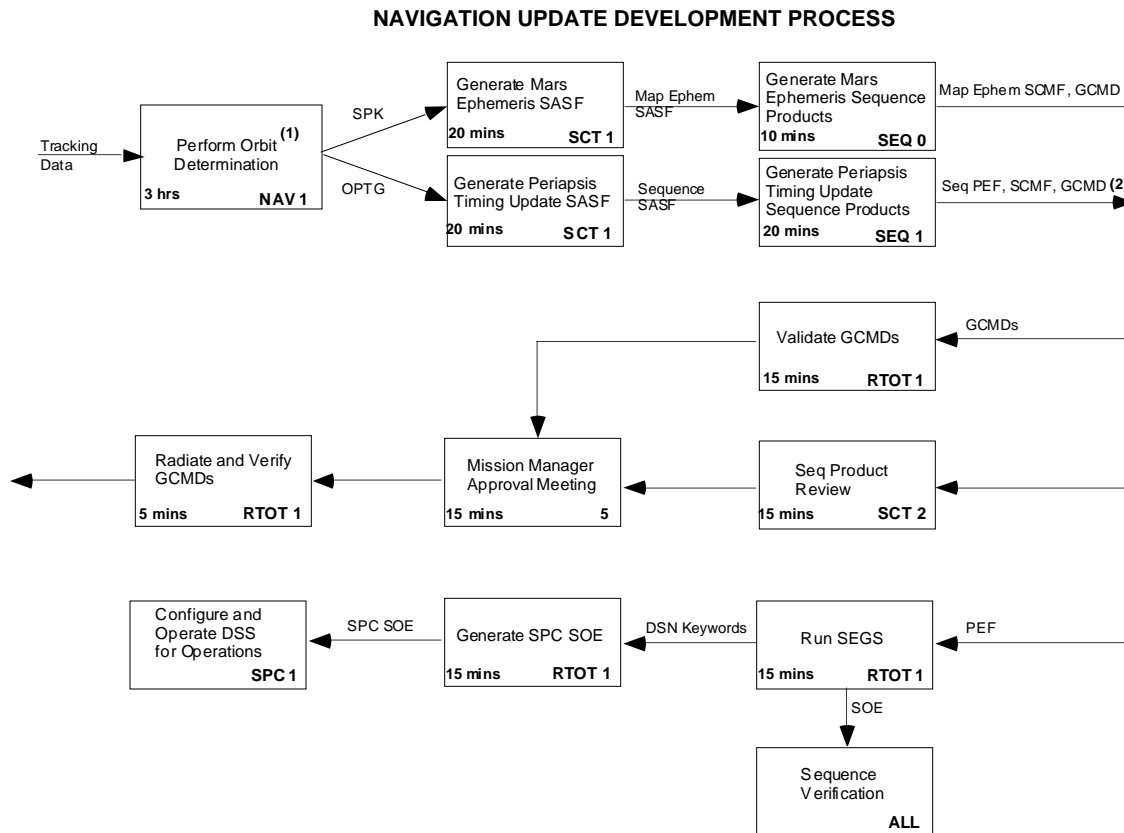 NAVIGATION UPDATE DEVELOPMENT PROCESS
Tracking
Data
Perform Orbit (1)
Determination
3 hrs NAV 1
SPK
OPTG
Generate Mars
Ephemeris SASF
20 mins SCT 1
Map Ephem
SASF
Generate Mars
Ephemeris Sequence
Products
10 mins SEQ 0
Map Ephem SCMF, GCMD
Generate Periapsis
Timing Update SASF
20 mins SCT 1
Sequence
SASF
Generate Periapsis
Timing Update
Sequence Products
20 mins SEQ 1
Seq PEF, SCMF, GCMD (2)
GCMDs
Validate GCMDs
15 mins RTOT 1
Radiate and Verify
GCMDs
5 mins RTOT 1
Mission Manager
Approval Meeting
15 mins 5
Seq Product
Review
15 mins SCT 2
Configure and
Operate DSS
for Operations
SPC 1
SPC SOE
Generate SPC SOE
15 mins RTOT 1
DSN Keywords
Run SEGS
15 mins RTOT 1
PEF
SOE
Sequence
Verification
ALL